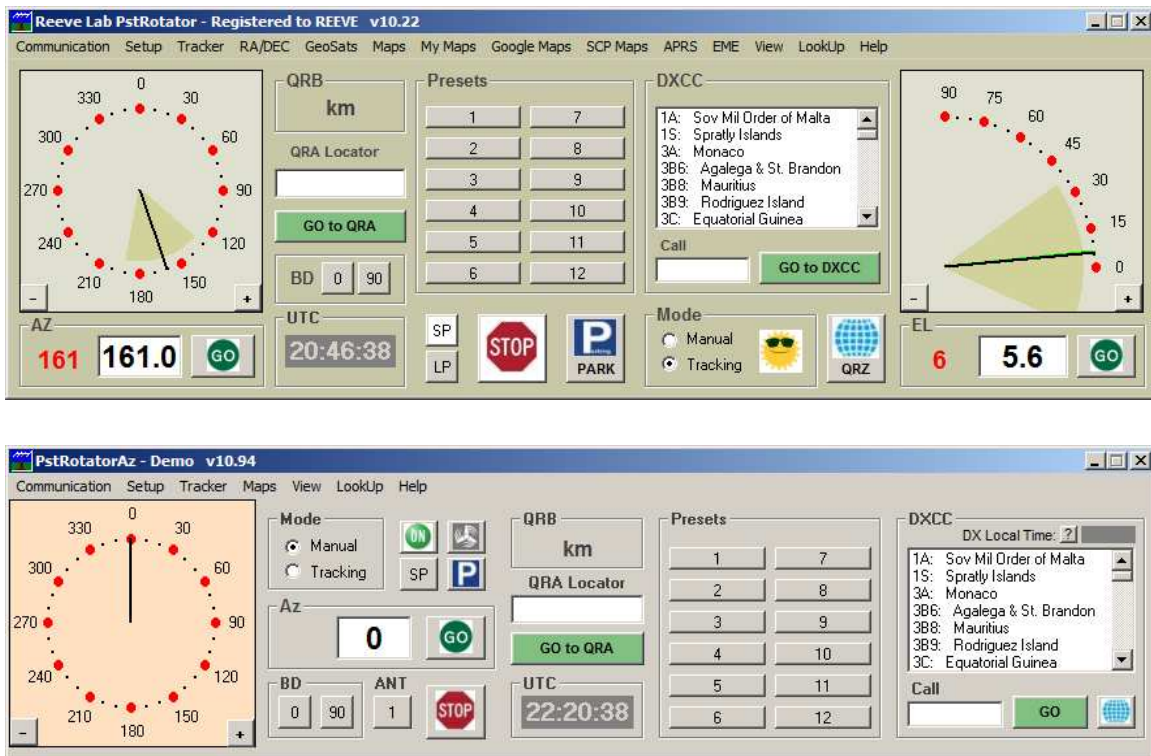 Reeve Lab PstRotator - Registered to REEVE v10.22
Communication Setup Tracker RA/DEC GeoSats Maps My Maps Google Maps SCP Maps APRS EME View LookUp Help
0
330 30
300 60
270 90
240 120
210 150
180
- +
AZ
161 161.0 GO
QRB
km
QRA Locator
GO to QRA
BD 0 90
UTC
20:46:38
Presets
1 7
2 8
3 9
4 10
5 11
6 12
SP
LP
STOP
P
PARK
DXCC
1A: Sov Mil Order of Malta
1S: Spratly Islands
3A: Monaco
3B6: Agalega & St. Brandon
3B8: Mauritius
3B9: Rodriguez Island
3C: Equatorial Guinea
Call
GO to DXCC
Mode
Manual
Tracking
QRZ
90 75
60
45
30
15
0
- +
EL
6 5.6 GO
PstRotatorAz - Demo v10.94
Communication Setup Tracker Maps View LookUp Help
0
330 30
300 60
270 90
240 120
210 150
180
- +
Mode
Manual
Tracking
ON
SP P
Az
0 GO
BD ANT
0 90 1 STOP
QRB
km
QRA Locator
GO to QRA
UTC
22:20:38
Presets
1 7
2 8
3 9
4 10
5 11
6 12
DXCC
DX Local Time: ?
1A: Sov Mil Order of Malta
1S: Spratly Islands
3A: Monaco
3B6: Agalega & St. Brandon
3B8: Mauritius
3B9: Rodriguez Island
3C: Equatorial Guinea
Call
GO